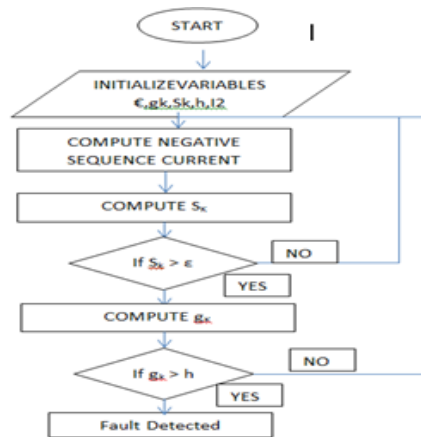 START
I
INITIALIZEVARIABLES
€,gk,Sk,h,I2
COMPUTE NEGATIVE
SEQUENCE CURRENT
COMPUTE Sₖ
If Sₖ > ε
NO
YES
COMPUTE gₖ
If gₖ > h
NO
YES
Fault Detected